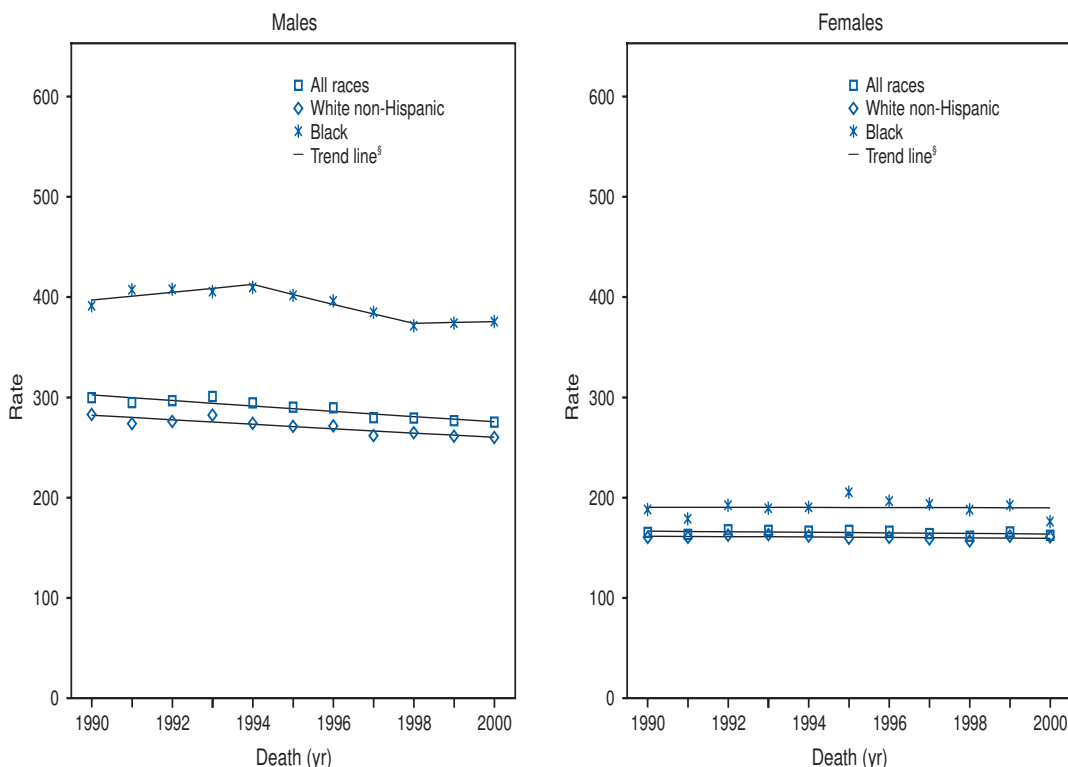 Males
All races
White non-Hispanic
Black
Trend line§
600
500
400
300
200
100
0
Rate
1990 1992 1994 1996 1998 2000
Death (yr)
Females
All races
White non-Hispanic
Black
Trend line§
600
500
400
300
200
100
0
Rate
1990 1992 1994 1996 1998 2000
Death (yr)